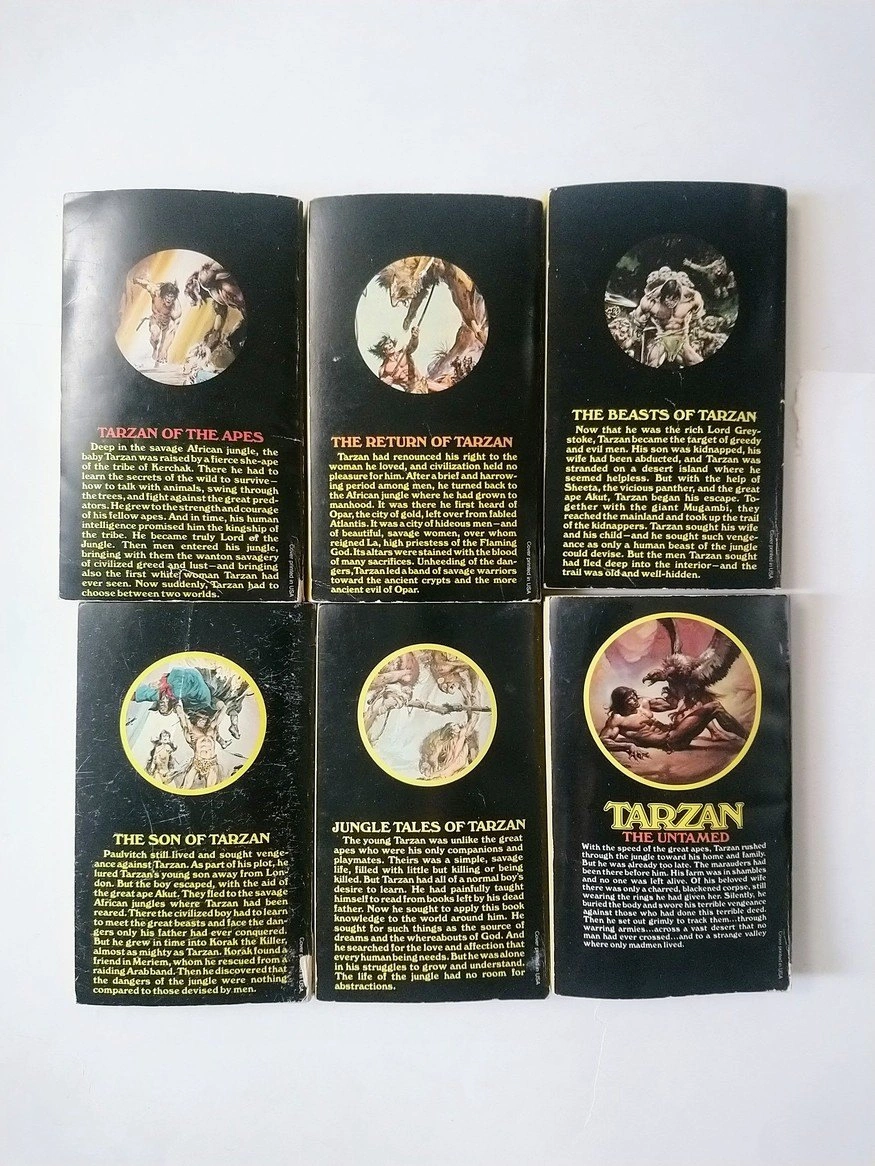 TARZAN OF THE APES
Deep in the savage African jungle, the
baby Tarzan was raised by a fierce she-ape
of the tribe of Kerchak. There he had to
learn the secrets of the wild to survive—
how to talk with animals, swing through
the trees, and fight against the great pred-
ators. He grew to the strength and courage
of his fellow apes. And in time, his human
intelligence promised him the kingship of
the tribe. He became truly Lord of the
Jungle. Then men entered his jungle,
bringing with them the wanton savagery
of civilized greed and lust—and bringing
also the first white woman Tarzan had
ever seen. Now suddenly, Tarzan had to
choose between two worlds.
Cover printed in USA
THE RETURN OF TARZAN
Tarzan had renounced his right to the
woman he loved, and civilization held no
pleasure for him. After a brief and harrow-
ing period among men, he turned back to
the African jungle where he had grown to
manhood. It was there he first heard of
Opar, the city of gold, left over from fabled
Atlantis. It was a city of hideous men—and
of beautiful, savage women, over whom
reigned La, high priestess of the Flaming
God. Its altars were stained with the blood
of many sacrifices. Unheeding of the dan-
gers, Tarzan led a band of savage warriors
toward the ancient crypts and the more
ancient evil of Opar.
Cover printed in USA
THE BEASTS OF TARZAN
Now that he was the rich Lord Grey-
stoke, Tarzan became the target of greedy
and evil men. His son was kidnapped, his
wife had been abducted, and Tarzan was
stranded on a desert island where he
seemed helpless. But with the help of
Sheeta, the vicious panther, and the great
ape Akut, Tarzan began his escape. To-
gether with the giant Mugambi, they
reached the mainland and took up the trail
of the kidnappers. Tarzan sought his wife
and his child—and he sought such venge-
ance as only a human beast of the jungle
could devise. But the men Tarzan sought
had fled deep into the interior—and the
trail was old and well-hidden.
Cover printed in USA
THE SON OF TARZAN
Paulvitch still lived and sought venge-
ance against Tarzan. As part of his plot, he
lured Tarzan's young son away from Lon-
don. But the boy escaped, with the aid of
the great ape Akut. They fled to the savage
African jungles where Tarzan had been
reared. There the civilized boy had to learn
to meet the great beasts and face the dan-
gers only his father had ever conquered.
But he grew in time into Korak the Killer,
almost as mighty as Tarzan. Korak found a
friend in Meriem, whom he rescued from a
raiding Arab band. Then he discovered that
the dangers of the jungle were nothing
compared to those devised by men.
JUNGLE TALES OF TARZAN
The young Tarzan was unlike the great
apes who were his only companions and
playmates. Theirs was a simple, savage
life, filled with little but killing or being
killed. But Tarzan had all of a normal boy's
desire to learn. He had painfully taught
himself to read from books left by his dead
father. Now he sought to apply this book
knowledge to the world around him. He
sought for such things as the source of
dreams and the whereabouts of God. And
he searched for the love and affection that
every human being needs. But he was alone
in his struggles to grow and understand.
The life of the jungle had no room for
abstractions.
Cover printed in USA
TARZAN
THE UNTAMED
With the speed of the great apes, Tarzan rushed
through the jungle toward his home and family.
But he was already too late. The marauders had
been there before him. His farm was in shambles
and no one was left alive. Of his beloved wife
there was only a charred, blackened corpse, still
wearing the rings he had given her. Silently, he
buried the body and swore his terrible vengeance
against those who had done this terrible deed.
Then he set out grimly to track them...through
warring armies...across a vast desert that no
man had ever crossed...and to a strange valley
where only madmen lived.
Cover printed in USA